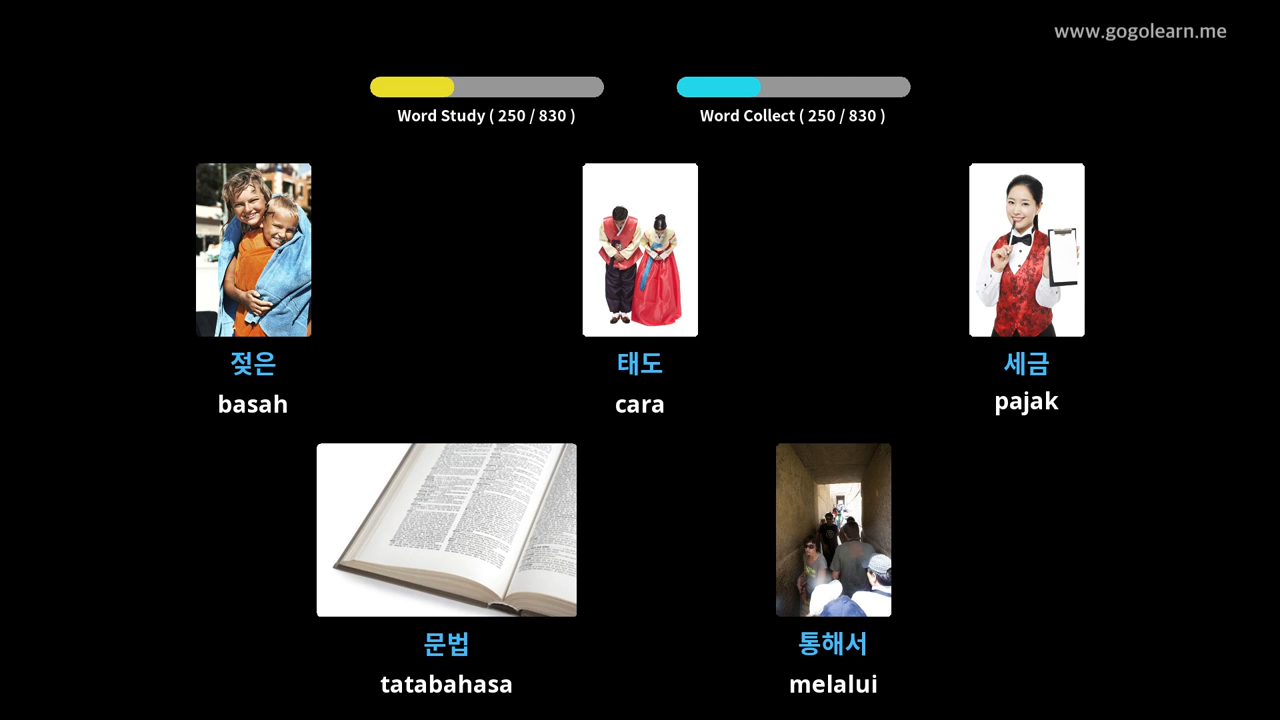 www.gogolearn.me
Word Study ( 250 / 830 )
Word Collect ( 250 / 830 )
젖은
태도
세금
basah
cara
pajak
문법
통해서
tatabahasa
melalui